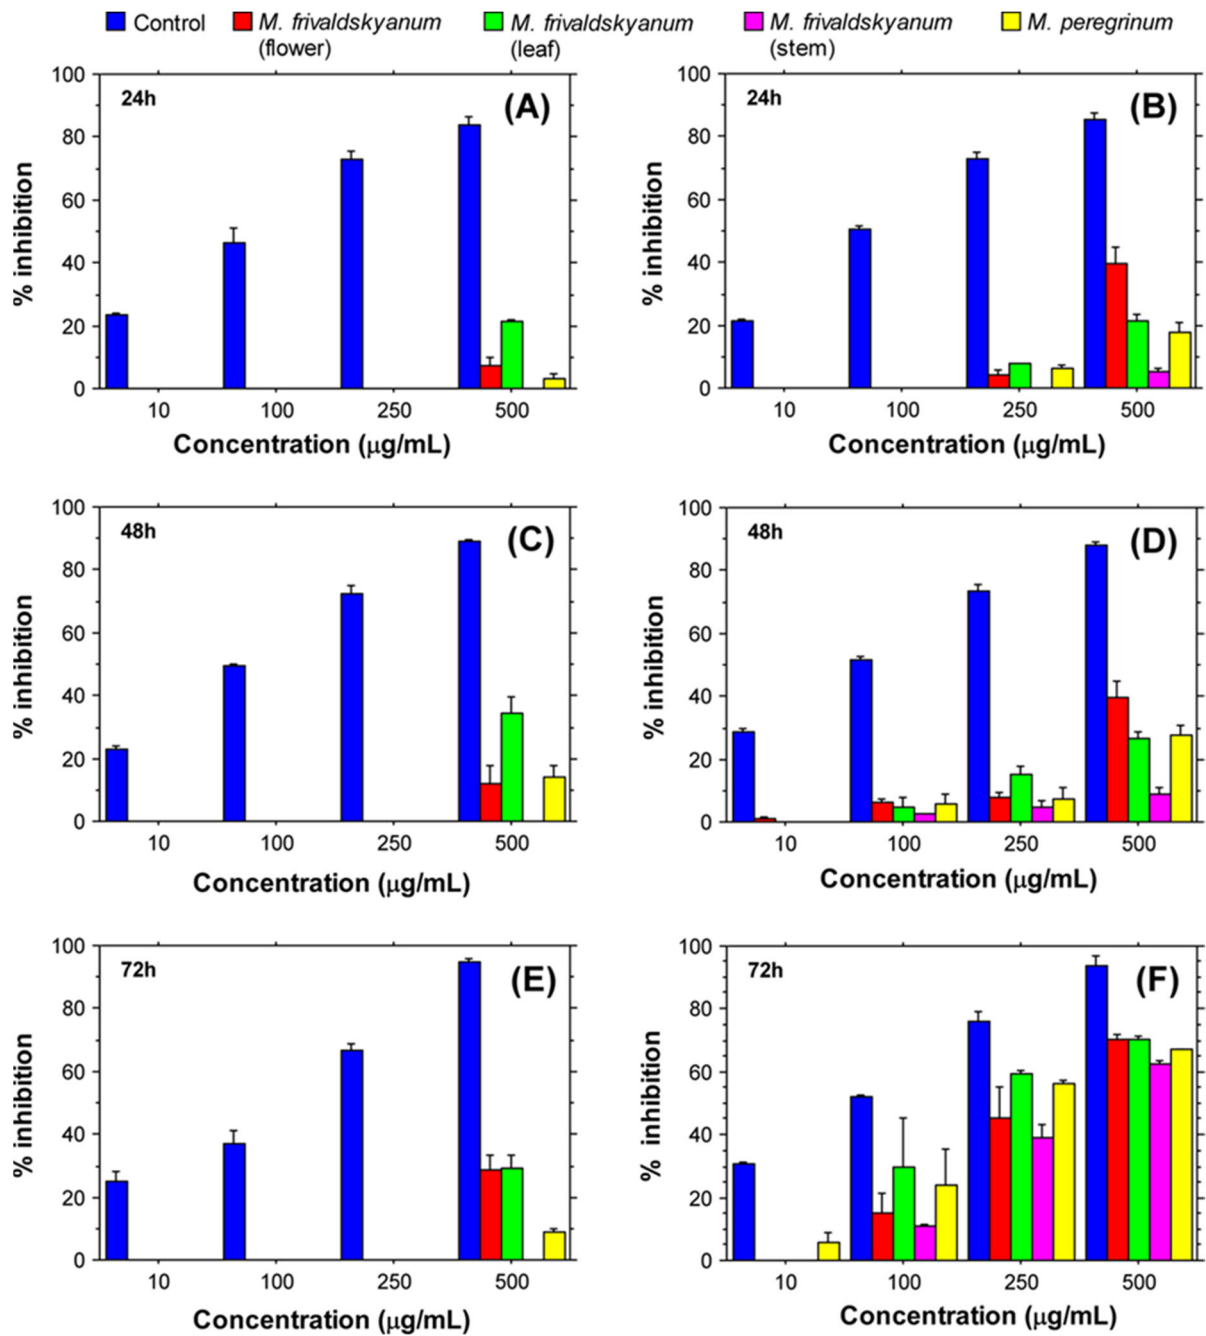 Control
M. frivaldskyanum
(flower)
M. frivaldskyanum
(leaf)
M. frivaldskyanum
(stem)
M. peregrinum
24h
(A)
% inhibition
100
80
60
40
20
0
10 100 250 500
Concentration (μg/mL)
24h
(B)
% inhibition
100
80
60
40
20
0
10 100 250 500
Concentration (μg/mL)
48h
(C)
% inhibition
100
80
60
40
20
0
10 100 250 500
Concentration (μg/mL)
48h
(D)
% inhibition
100
80
60
40
20
0
10 100 250 500
Concentration (μg/mL)
72h
(E)
% inhibition
100
80
60
40
20
0
10 100 250 500
Concentration (μg/mL)
72h
(F)
% inhibition
100
80
60
40
20
0
10 100 250 500
Concentration (μg/mL)